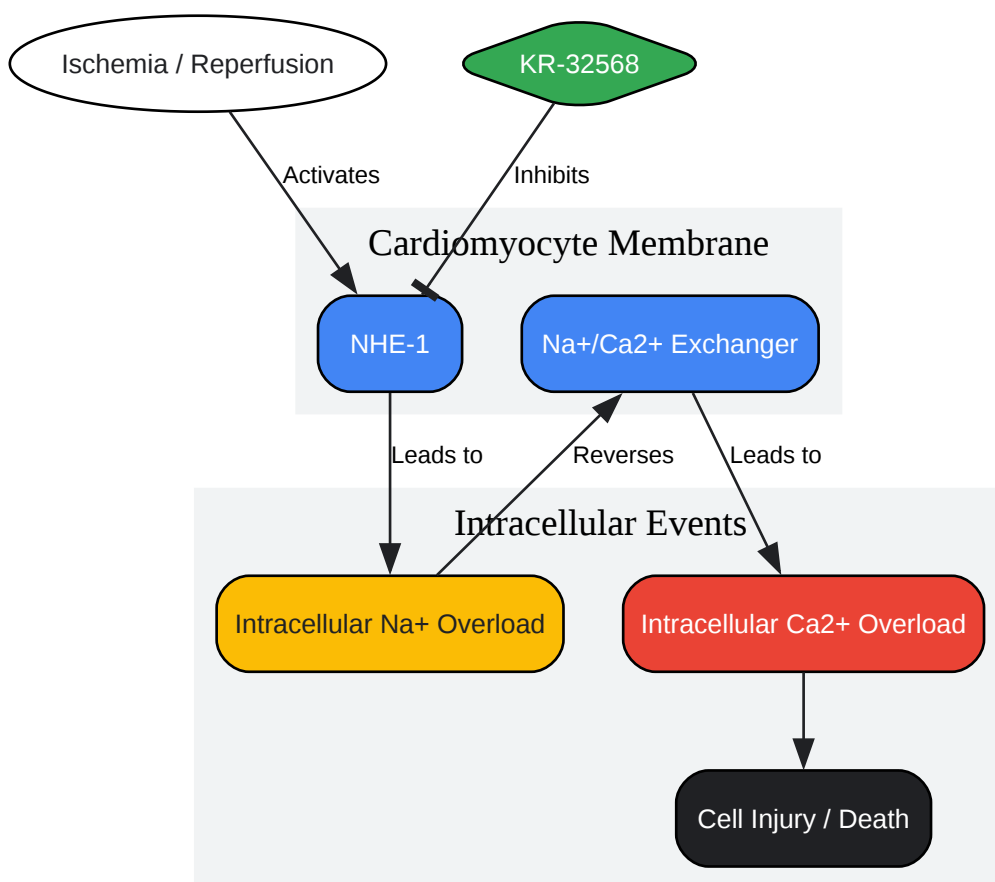 Ischemia / Reperfusion
KR-32568
Activates
Inhibits
Cardiomyocyte Membrane
NHE-1
Na+/Ca2+ Exchanger
Leads to
Reverses
Leads to
Intracellular Events
Intracellular Na+ Overload
Intracellular Ca2+ Overload
Cell Injury / Death